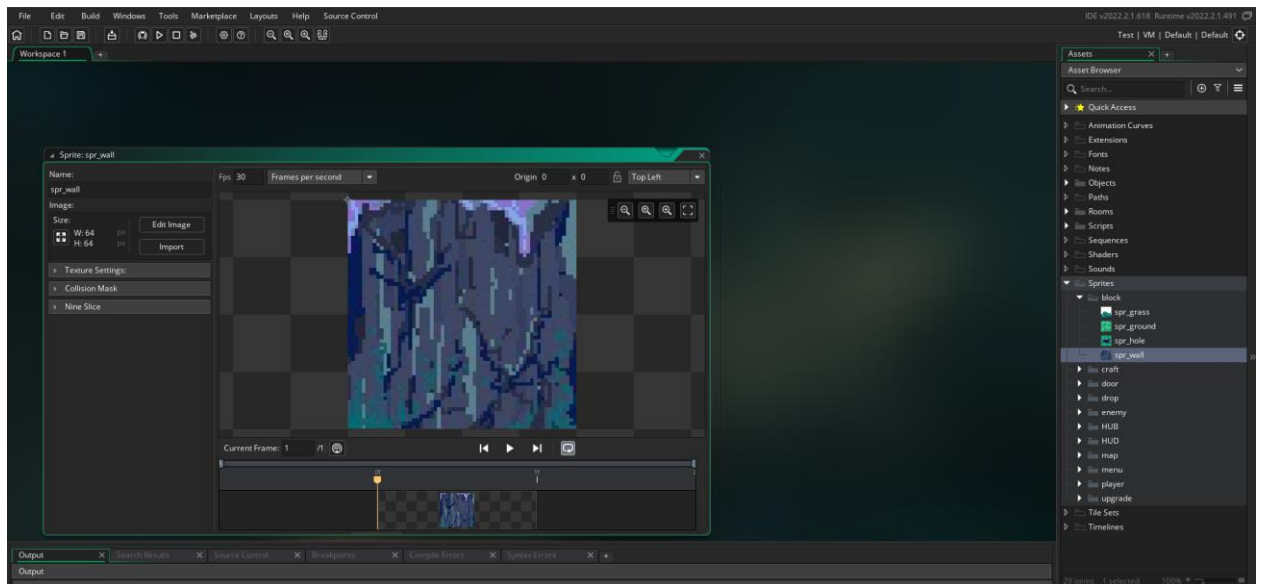 File Edit Build Windows Tools Marketplace Layouts Help Source Control IDE v2022.2.1.618 Runtime v2022.2.1.491
Test | VM | Default | Default
Workspace 1 +
Assets
Asset Browser
Search...
Quick Access
Animation Curves
Extensions
Fonts
Notes
Objects
Paths
Rooms
Scripts
Sequences
Shaders
Sounds
Sprites
block
spr_grass
spr_ground
spr_hole
spr_wall
craft
door
drop
enemy
HUB
HUD
map
menu
player
upgrade
Tile Sets
Timelines
29 items 1 selected 100%
Sprite: spr_wall
Name:
spr_wall
Image:
Size:
W: 64 px
H: 64 px
Edit Image
Import
Texture Settings:
Collision Mask
Nine Slice
Fps 30 Frames per second Origin 0 x 0 Top Left
Current Frame: 1 /1
Output Search Results Source Control Breakpoints Compile Errors Syntax Errors +
Output